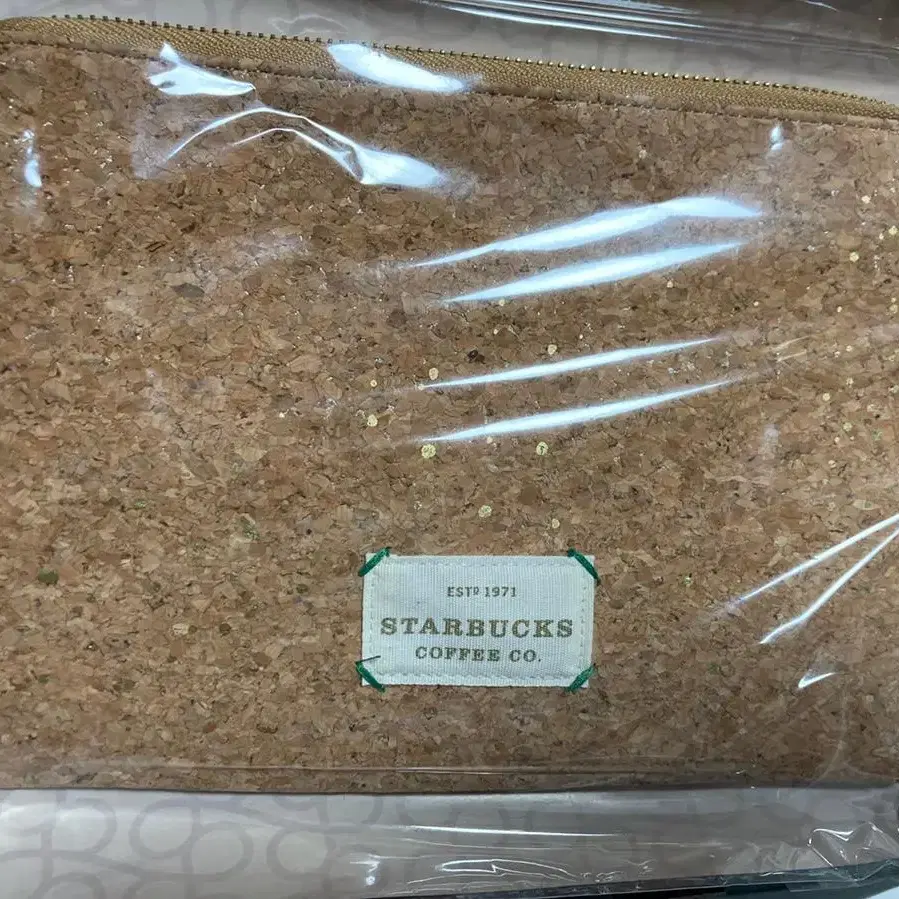 ESTD 1971
STARBUCKS
COFFEE CO.